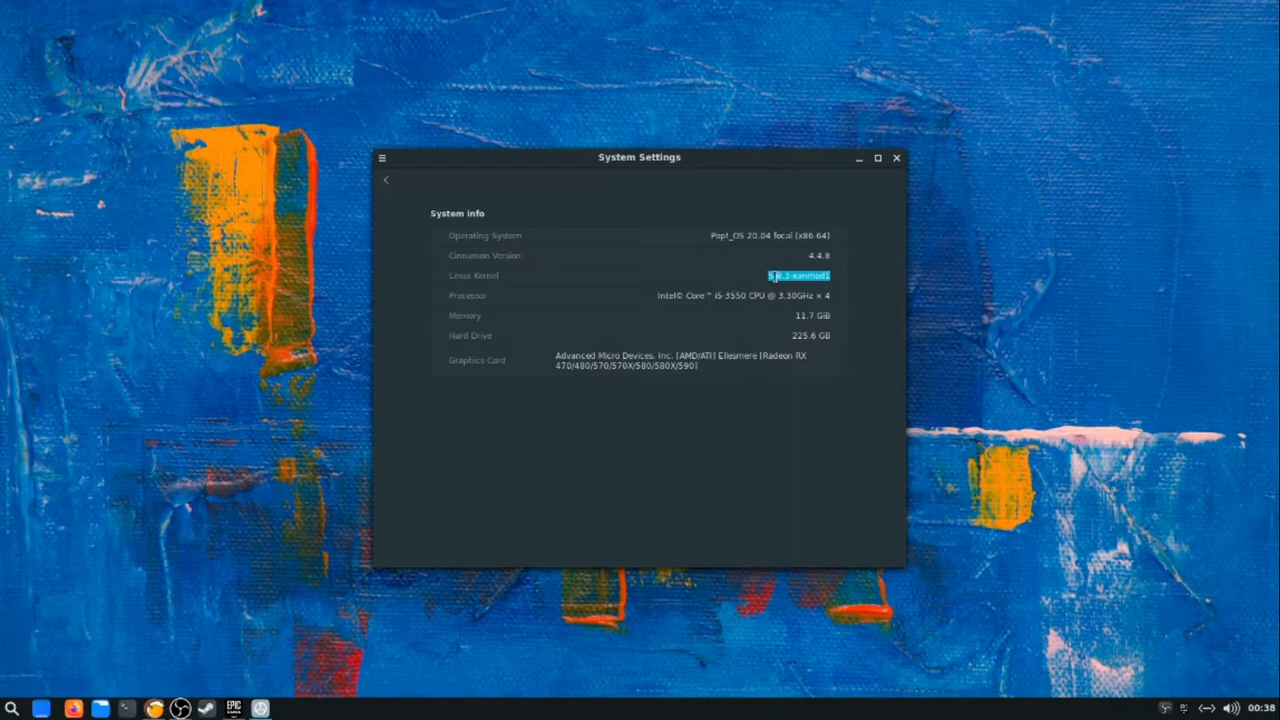 System Settings
System info
Operating System Pop!_OS 20.04 focal (x86-64)
Cinnamon Version 4.4.8
Linux Kernel
Processor Intel© Core™ i5-3550 CPU @ 3.30GHz × 4
Memory 11.7 GiB
Hard Drive 225.6 GB
Graphics Card Advanced Micro Devices, Inc. [AMD/ATI] Ellesmere [Radeon RX
470/480/570/570X/580/580X/590]
EPIC
GAMES
00:38